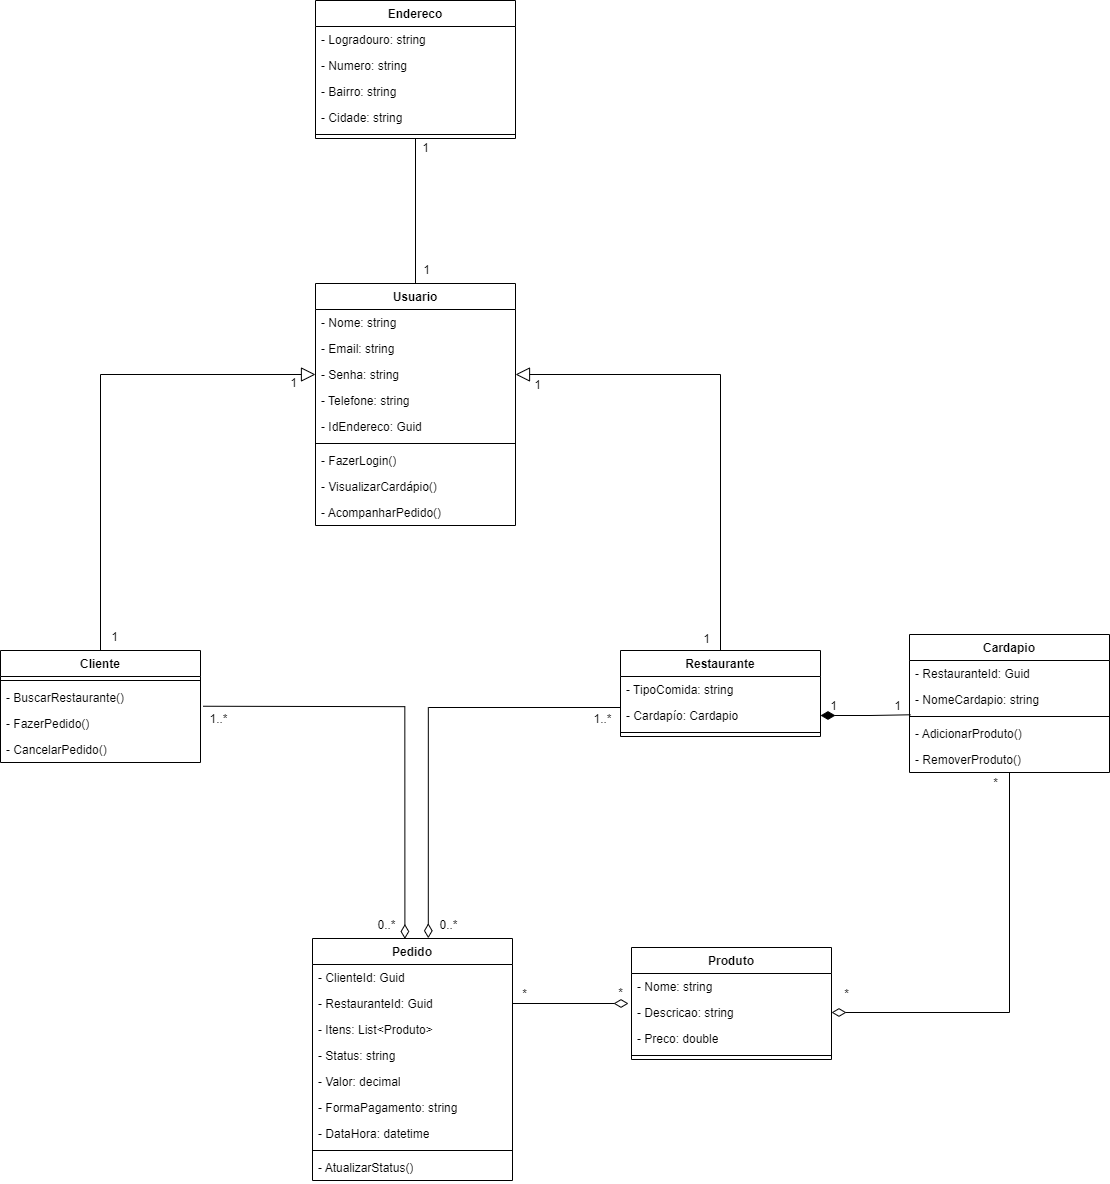 Endereco
- Logradouro: string
- Numero: string
- Bairro: string
- Cidade: string
1
1
Usuario
- Nome: string
- Email: string
- Senha: string
- Telefone: string
- IdEndereco: Guid
- FazerLogin()
- VisualizarCardápio()
- AcompanharPedido()
1
1
1
1
Cliente
- BuscarRestaurante()
- FazerPedido()
- CancelarPedido()
1..*
Restaurante
- TipoComida: string
- Cardapío: Cardapio
1..*
1
1
Cardapio
- RestauranteId: Guid
- NomeCardapio: string
- AdicionarProduto()
- RemoverProduto()
*
0..*
0..*
Pedido
- ClienteId: Guid
- RestauranteId: Guid
- Itens: List<Produto>
- Status: string
- Valor: decimal
- FormaPagamento: string
- DataHora: datetime
- AtualizarStatus()
*
*
Produto
- Nome: string
- Descricao: string
- Preco: double
*